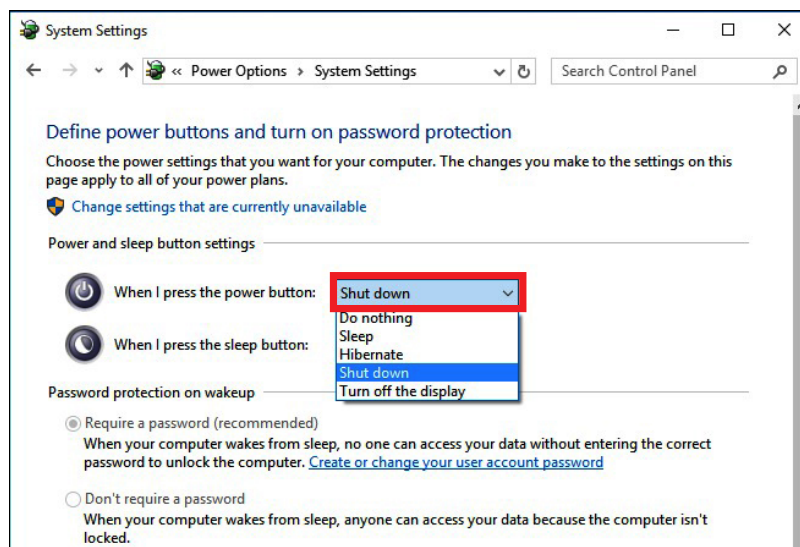 System Settings
« Power Options › System Settings
Search Control Panel
Define power buttons and turn on password protection
Choose the power settings that you want for your computer. The changes you make to the settings on this
page apply to all of your power plans.
Change settings that are currently unavailable
Power and sleep button settings
When I press the power button:
Shut down
Do nothing
Sleep
When I press the sleep button:
Hibernate
Shut down
Turn off the display
Password protection on wakeup
Require a password (recommended)
When your computer wakes from sleep, no one can access your data without entering the correct
password to unlock the computer. Create or change your user account password
Don't require a password
When your computer wakes from sleep, anyone can access your data because the computer isn't
locked.